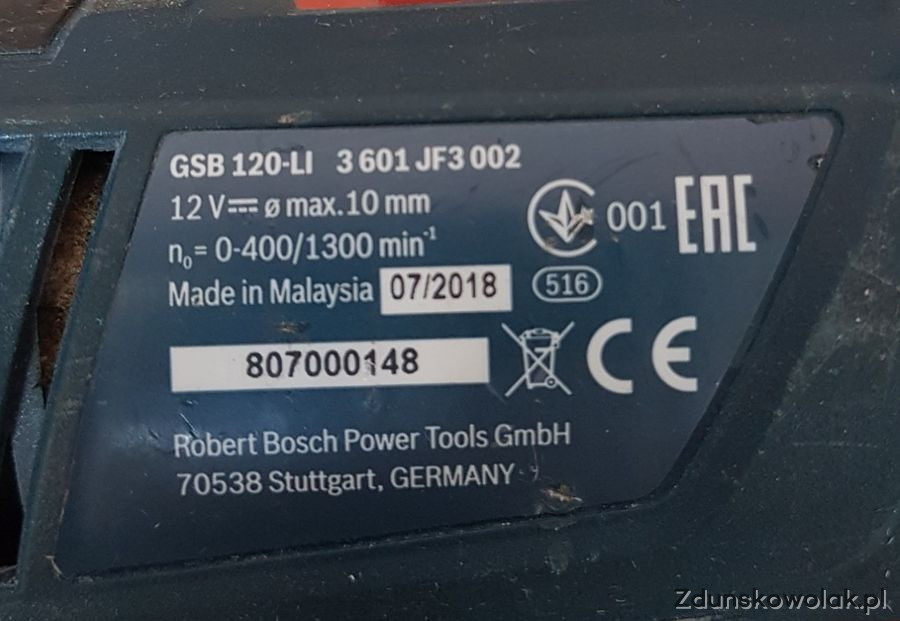 GSB 120-LI 3 601 JF3 002
12 V⎓ ø max. 10 mm
n₀= 0-400/1300 min⁻¹
001 EAC
Made in Malaysia 07/2018 516
807000148 CE
Robert Bosch Power Tools GmbH
70538 Stuttgart, GERMANY
Zdunskowolak.pl